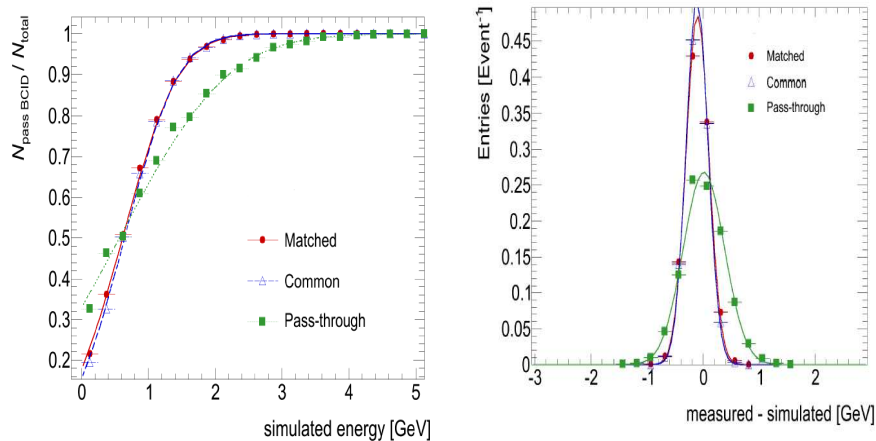 N_pass BCID / N_total
1
0.9
0.8
0.7
0.6
0.5
0.4
0.3
0.2
Matched
Common
Pass-through
0 1 2 3 4 5
simulated energy [GeV]
Entries [Event⁻¹]
0.45
0.4
0.35
0.3
0.25
0.2
0.15
0.1
0.05
0
Matched
Common
Pass-through
-3 -2 -1 0 1 2
measured - simulated [GeV]